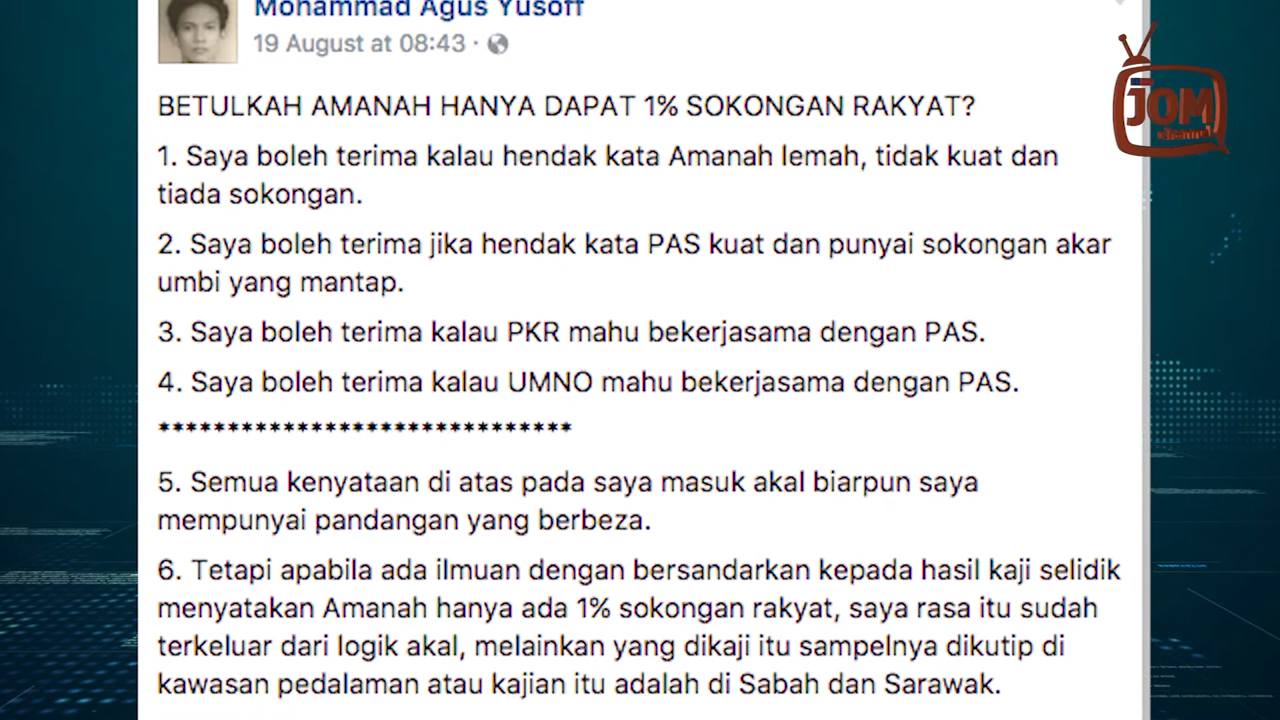 Mohammad Agus Yusoff
19 August at 08:43 ·
JOM
channel
BETULKAH AMANAH HANYA DAPAT 1% SOKONGAN RAKYAT?
1. Saya boleh terima kalau hendak kata Amanah lemah, tidak kuat dan
tiada sokongan.
2. Saya boleh terima jika hendak kata PAS kuat dan punyai sokongan akar
umbi yang mantap.
3. Saya boleh terima kalau PKR mahu bekerjasama dengan PAS.
4. Saya boleh terima kalau UMNO mahu bekerjasama dengan PAS.
******************************
5. Semua kenyataan di atas pada saya masuk akal biarpun saya
mempunyai pandangan yang berbeza.
6. Tetapi apabila ada ilmuan dengan bersandarkan kepada hasil kaji selidik
menyatakan Amanah hanya ada 1% sokongan rakyat, saya rasa itu sudah
terkeluar dari logik akal, melainkan yang dikaji itu sampelnya dikutip di
kawasan pedalaman atau kajian itu adalah di Sabah dan Sarawak.